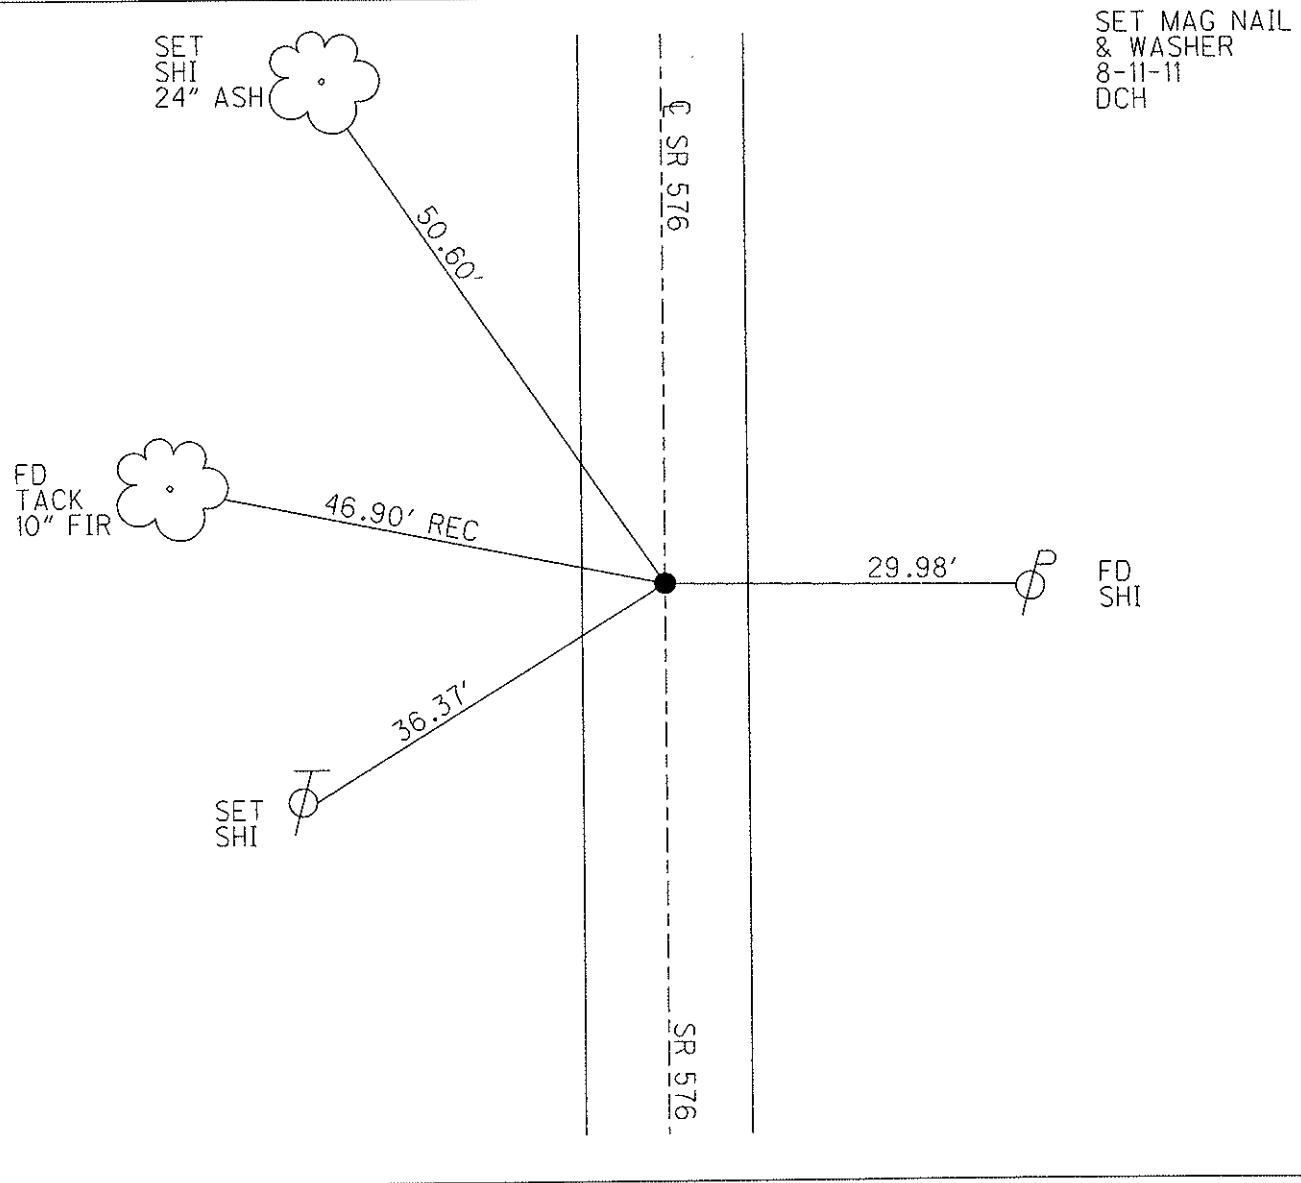 SET MAG NAIL
& WASHER
8-11-11
DCH
SET
SHI
24" ASH
℄ SR 576
50.60'
FD
TACK
10" FIR
46.90' REC
29.98'
FD
SHI
36.37'
SET
SHI
SR 576